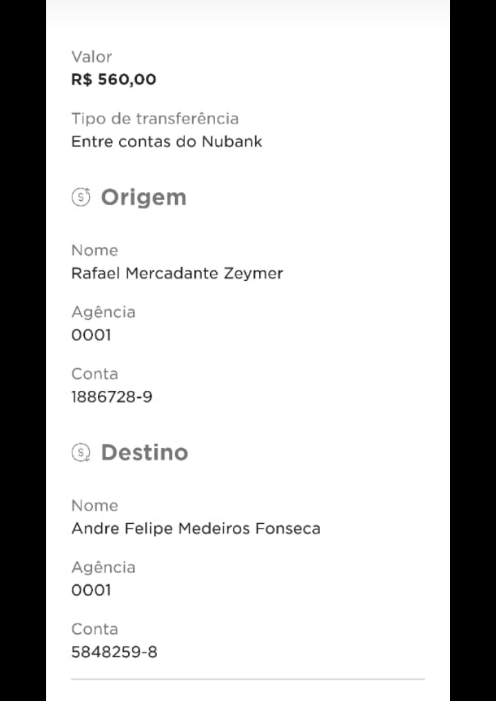 Valor
R$ 560,00
Tipo de transferência
Entre contas do Nubank
Origem
Nome
Rafael Mercadante Zeymer
Agência
0001
Conta
1886728-9
Destino
Nome
Andre Felipe Medeiros Fonseca
Agência
0001
Conta
5848259-8